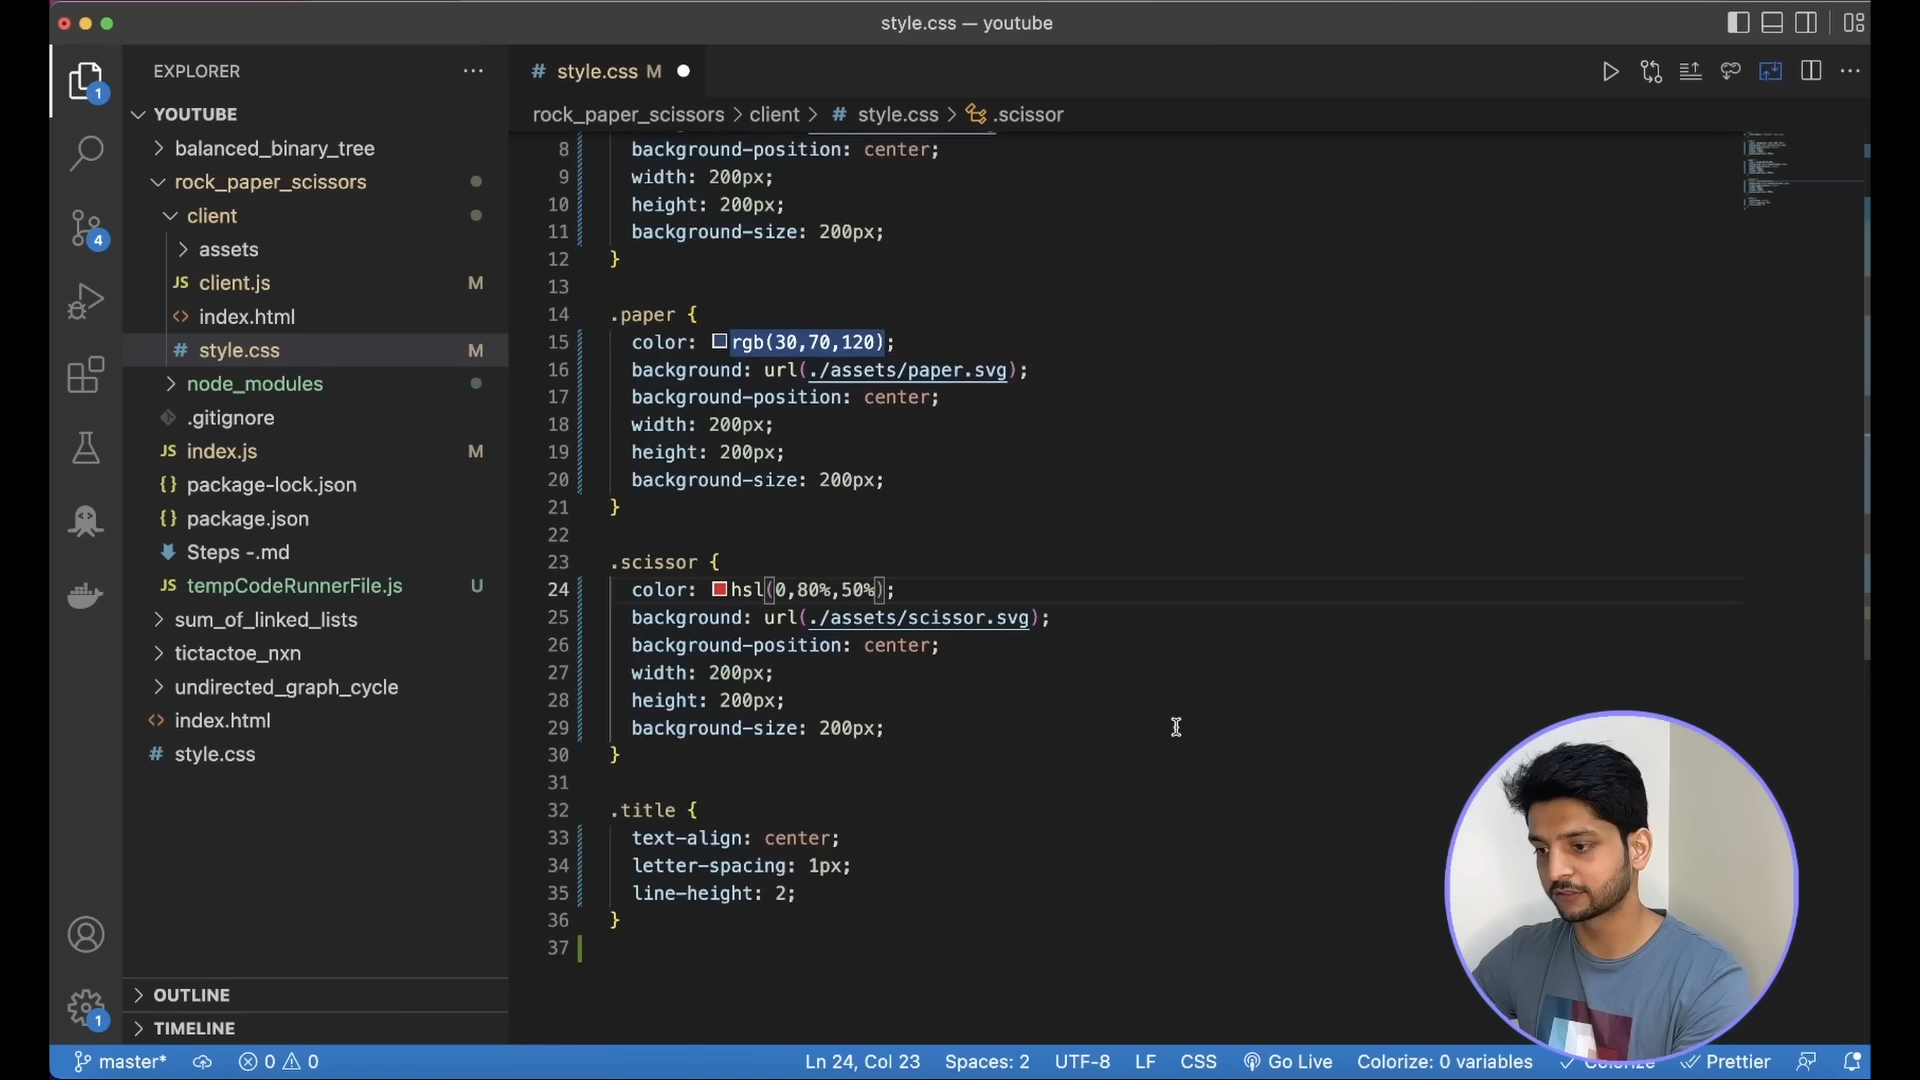 style.css — youtube
EXPLORER
YOUTUBE
balanced_binary_tree
rock_paper_scissors
client
assets
JS client.js M
<> index.html
# style.css M
node_modules
.gitignore
JS index.js M
{} package-lock.json
{} package.json
Steps -.md
JS tempCodeRunnerFile.js U
sum_of_linked_lists
tictactoe_nxn
undirected_graph_cycle
<> index.html
# style.css
OUTLINE
TIMELINE
1
4
1
# style.css M
rock_paper_scissors > client > # style.css > .scissor
8 background-position: center;
9 width: 200px;
10 height: 200px;
11 background-size: 200px;
12 }
13
14 .paper {
15 color: rgb(30,70,120);
16 background: url(./assets/paper.svg);
17 background-position: center;
18 width: 200px;
19 height: 200px;
20 background-size: 200px;
21 }
22
23 .scissor {
24 color: hsl(0,80%,50%);
25 background: url(./assets/scissor.svg);
26 background-position: center;
27 width: 200px;
28 height: 200px;
29 background-size: 200px;
30 }
31
32 .title {
33 text-align: center;
34 letter-spacing: 1px;
35 line-height: 2;
36 }
37
master* 0 0 Ln 24, Col 23 Spaces: 2 UTF-8 LF CSS Go Live Colorize: 0 variables Colorize Prettier